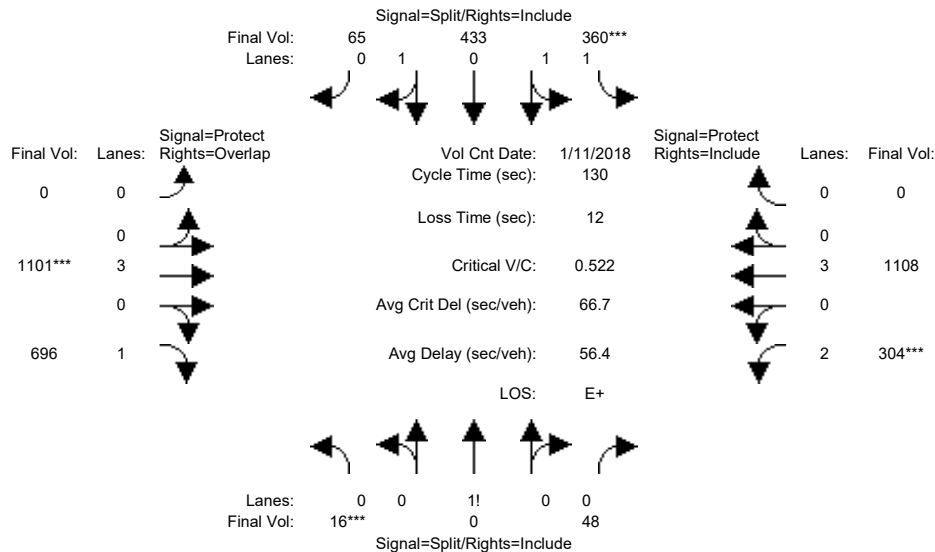 Signal=Split/Rights=Include
Final Vol: 65 433 360***
Lanes: 0 1 0 1 1
Signal=Protect Signal=Protect
Final Vol: Lanes: Rights=Overlap Vol Cnt Date: 1/11/2018 Rights=Include Lanes: Final Vol:
Cycle Time (sec): 130
0 0 0 0
Loss Time (sec): 12
0 0
1101*** 3 Critical V/C: 0.522 3 1108
0 Avg Crit Del (sec/veh): 66.7 0
696 1 Avg Delay (sec/veh): 56.4 2 304***
LOS: E+
Lanes: 0 0 1! 0 0
Final Vol: 16*** 0 48
Signal=Split/Rights=Include